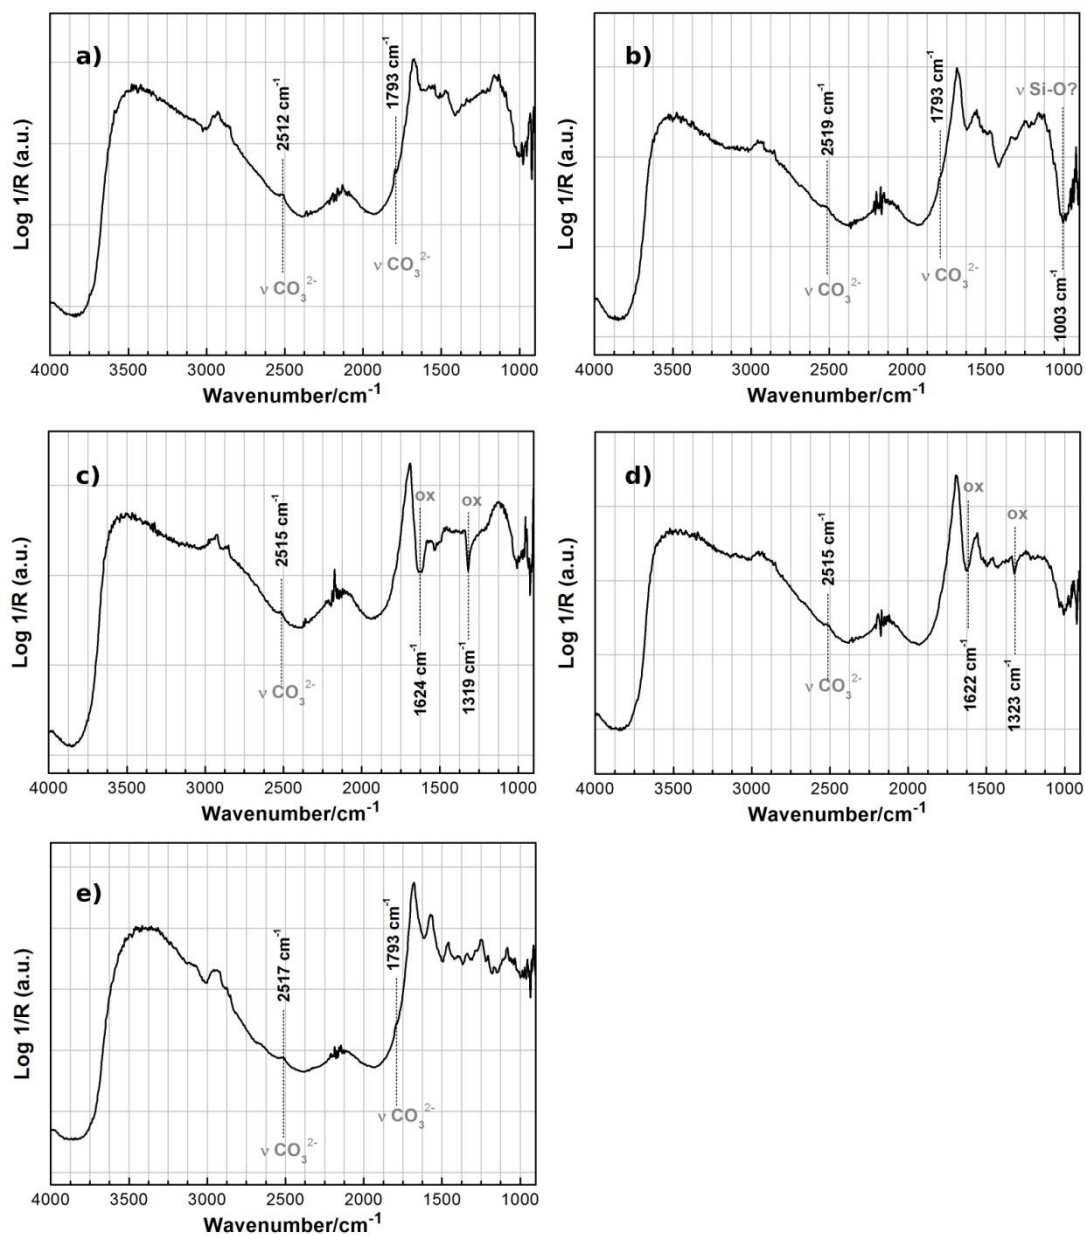 a)
2512 cm⁻¹
1793 cm⁻¹
ν CO₃²⁻
ν CO₃²⁻
Log 1/R (a.u.)
4000 3500 3000 2500 2000 1500 1000
Wavenumber/cm⁻¹
b)
2519 cm⁻¹
1793 cm⁻¹
ν Si-O?
ν CO₃²⁻
ν CO₃²⁻
1003 cm⁻¹
Log 1/R (a.u.)
4000 3500 3000 2500 2000 1500 1000
Wavenumber/cm⁻¹
c)
2515 cm⁻¹
ox
ox
ν CO₃²⁻
1624 cm⁻¹
1319 cm⁻¹
Log 1/R (a.u.)
4000 3500 3000 2500 2000 1500 1000
Wavenumber/cm⁻¹
d)
2515 cm⁻¹
ox
ox
ν CO₃²⁻
1622 cm⁻¹
1323 cm⁻¹
Log 1/R (a.u.)
4000 3500 3000 2500 2000 1500 1000
Wavenumber/cm⁻¹
e)
2517 cm⁻¹
1793 cm⁻¹
ν CO₃²⁻
ν CO₃²⁻
Log 1/R (a.u.)
4000 3500 3000 2500 2000 1500 1000
Wavenumber/cm⁻¹